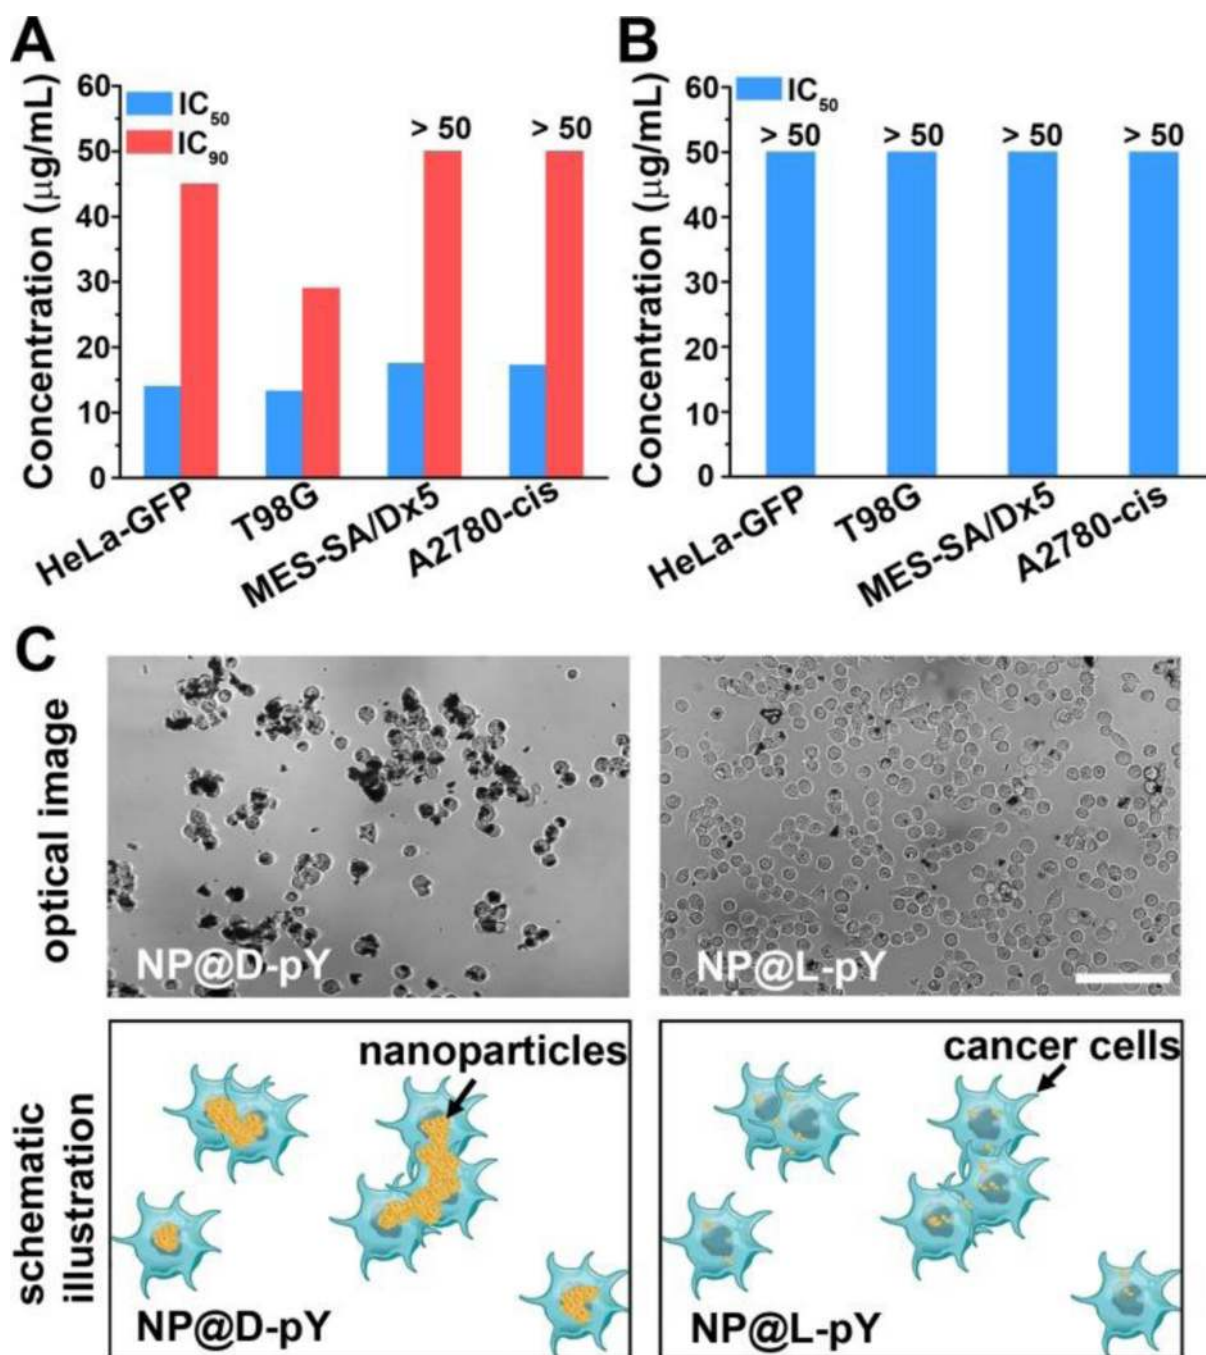 A
Concentration (μg/mL)
60
50
40
30
20
10
0
IC50
IC90
> 50
> 50
HeLa-GFP
T98G
MES-SA/Dx5
A2780-cis
B
Concentration (μg/mL)
60
50
40
30
20
10
0
IC50
> 50
> 50
> 50
> 50
HeLa-GFP
T98G
MES-SA/Dx5
A2780-cis
C
optical image
NP@D-pY
NP@L-pY
schematic
illustration
nanoparticles
NP@D-pY
cancer cells
NP@L-pY